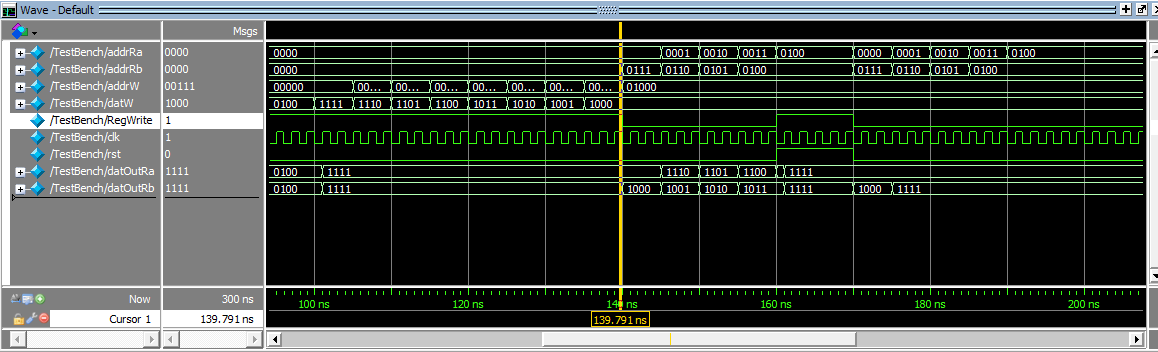 Wave - Default
Msgs
/TestBench/addrRa 0000 0000 0001 0010 0011 0100 0000 0001 0010 0011 0100
/TestBench/addrRb 0000 0000 0111 0110 0101 0100 0111 0110 0101 0100
/TestBench/addrW 00111 00000 00... 00... 00... 00... 00... 00... 00... 01000
/TestBench/datW 1000 0100 1111 1110 1101 1100 1011 1010 1001 1000
/TestBench/RegWrite 1
/TestBench/clk 1
/TestBench/rst 0
/TestBench/datOutRa 1111 0100 1111 1110 1101 1100 1111
/TestBench/datOutRb 1111 0100 1111 1000 1001 1010 1011 1111 1000 1111
Now 300 ns 100 ns 120 ns 140 ns 160 ns 180 ns 200 ns
Cursor 1 139.791 ns 139.791 ns